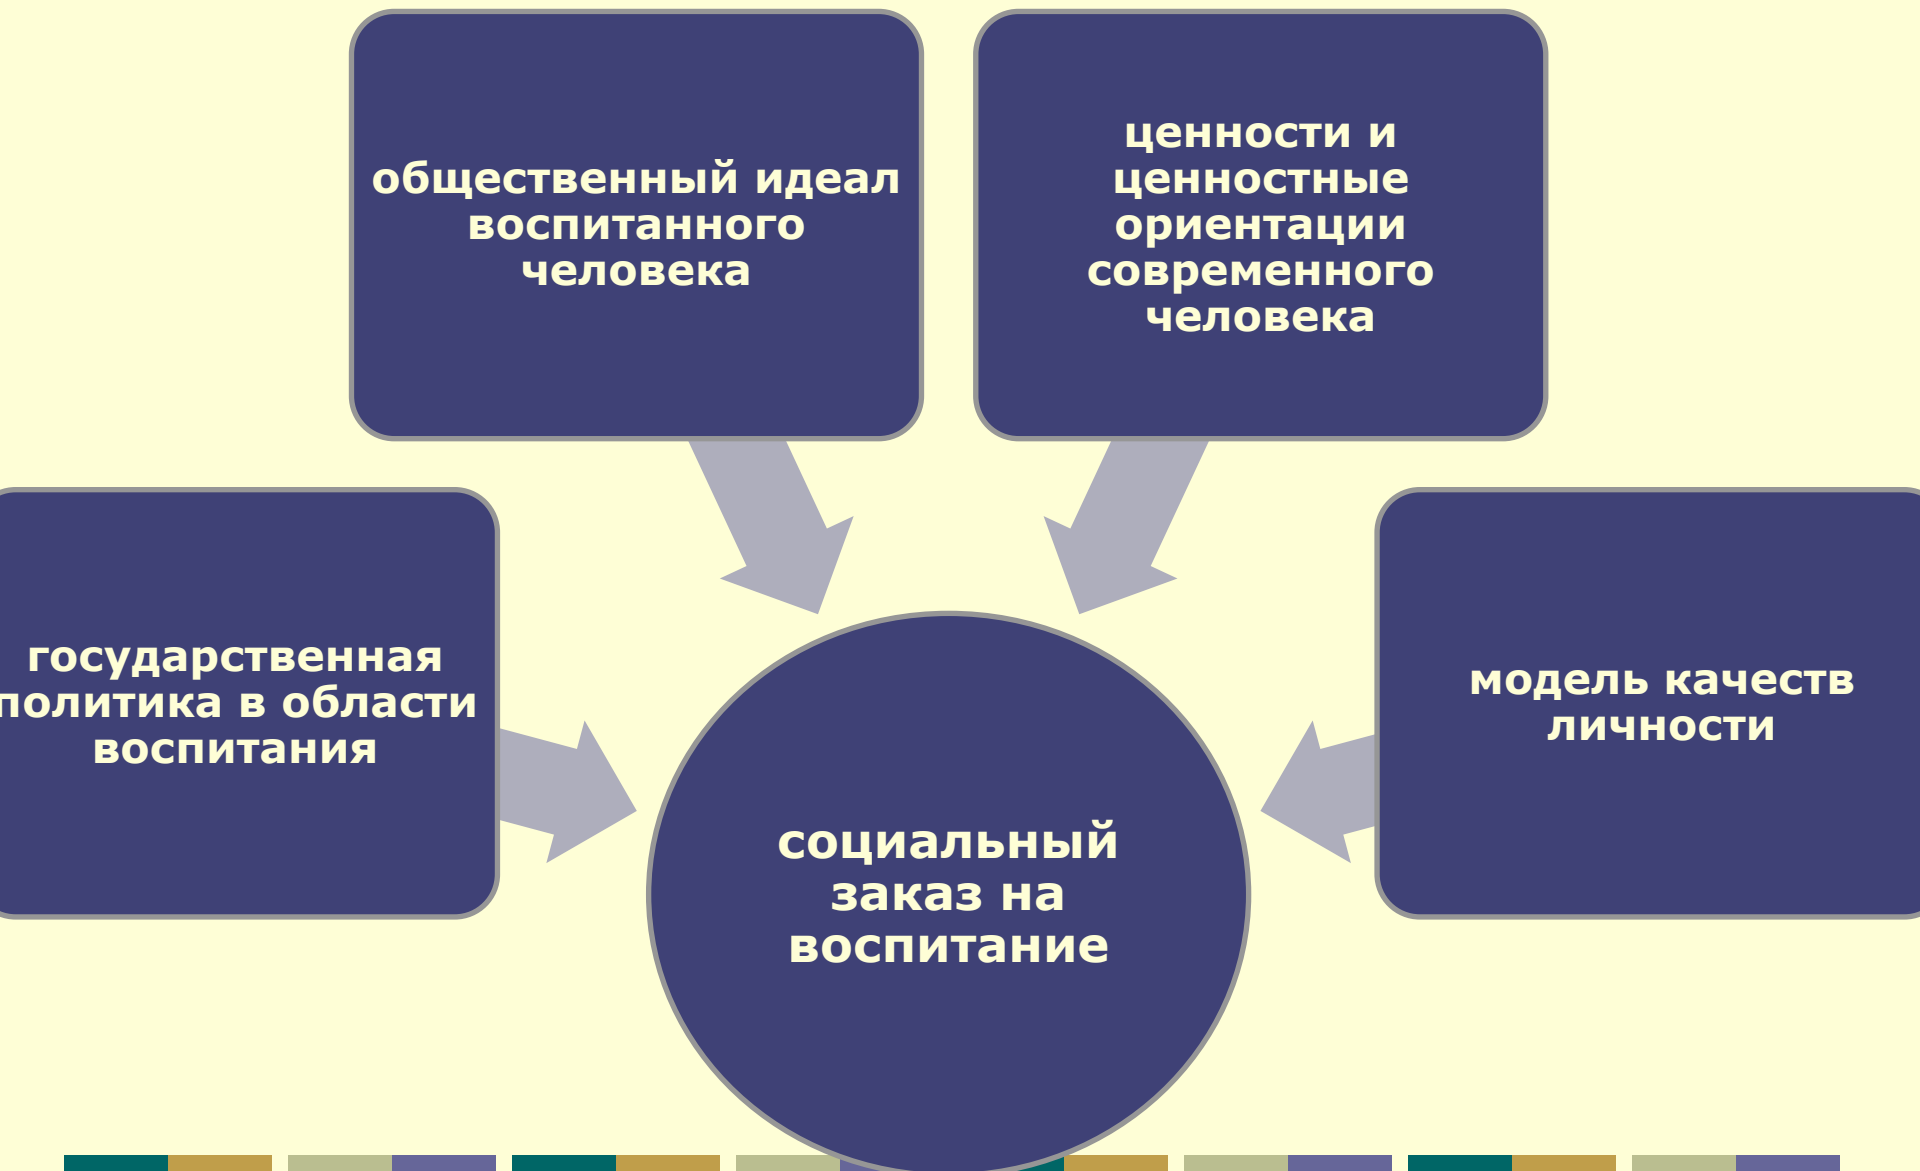 общественный идеал
воспитанного
человека
ценности и
ценностные
ориентации
современного
человека
государственная
политика в области
воспитания
модель качеств
личности
социальный
заказ на
воспитание